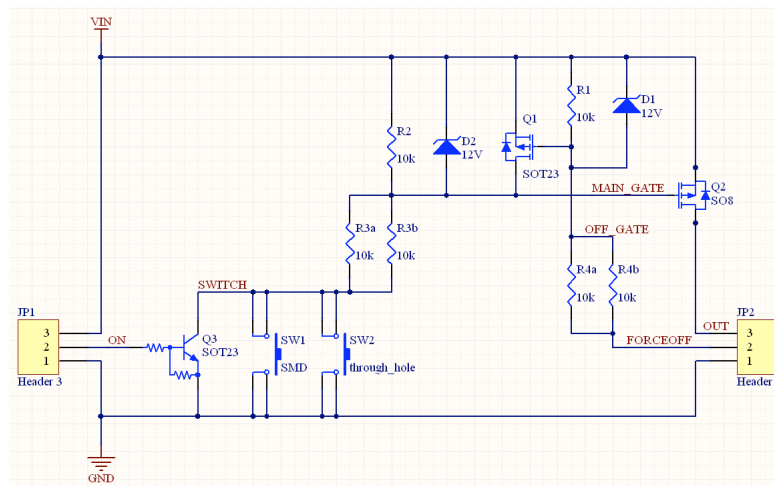 VIN
R1
10k
D1
12V
Q1
SOT23
R2
10k
D2
12V
MAIN_GATE
Q2
SO8
R3a
10k
R3b
10k
OFF_GATE
R4a
10k
R4b
10k
SWITCH
JP1
3
2
1
Header 3
ON
Q3
SOT23
SW1
SMD
SW2
through_hole
OUT
FORCEOFF
JP2
3
2
1
Header
GND